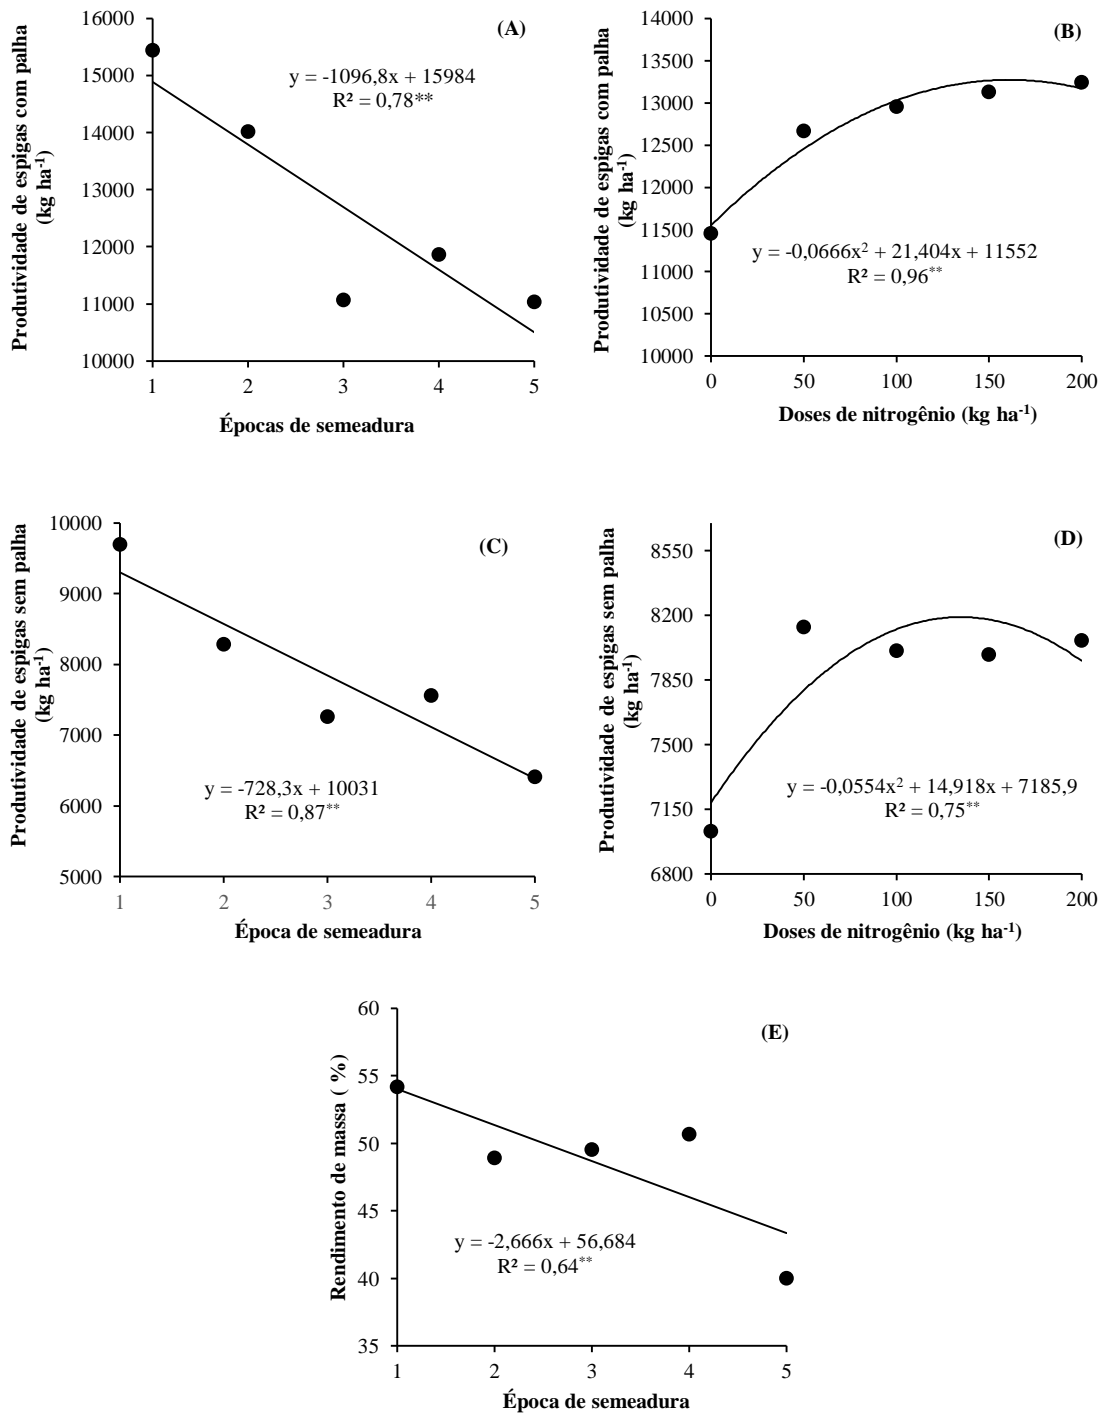 (A)
Produtividade de espigas com palha
(kg ha⁻¹)
16000
15000
14000
13000
12000
11000
10000
y = -1096,8x + 15984
R² = 0,78**
1 2 3 4 5
Épocas de semeadura
(B)
Produtividade de espigas com palha
(kg ha⁻¹)
14000
13500
13000
12500
12000
11500
11000
10500
10000
y = -0,0666x² + 21,404x + 11552
R² = 0,96**
0 50 100 150 200
Doses de nitrogênio (kg ha⁻¹)
(C)
Produtividade de espigas sem palha
(kg ha⁻¹)
10000
9000
8000
7000
6000
5000
y = -728,3x + 10031
R² = 0,87**
1 2 3 4 5
Época de semeadura
(D)
Produtividade de espigas sem palha
(kg ha⁻¹)
8550
8200
7850
7500
7150
6800
y = -0,0554x² + 14,918x + 7185,9
R² = 0,75**
0 50 100 150 200
Doses de nitrogênio (kg ha⁻¹)
(E)
Rendimento de massa ( %)
60
55
50
45
40
35
y = -2,666x + 56,684
R² = 0,64**
1 2 3 4 5
Época de semeadura